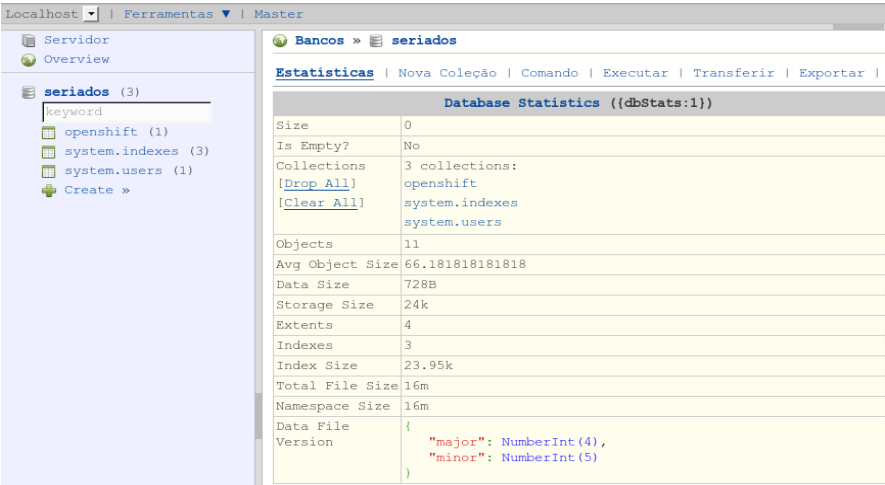 Localhost | Ferramentas ▼ | Master
Servidor
Overview
seriados (3)
keyword
openshift (1)
system.indexes (3)
system.users (1)
Create »
Bancos » seriados
Estatísticas | Nova Coleção | Comando | Executar | Transferir | Exportar |
Database Statistics ({dbStats:1})
Size 0
Is Empty? No
Collections 3 collections:
[Drop All] openshift
[Clear All] system.indexes
system.users
Objects 11
Avg Object Size 66.181818181818
Data Size 728B
Storage Size 24k
Extents 4
Indexes 3
Index Size 23.95k
Total File Size 16m
Namespace Size 16m
Data File {
Version "major": NumberInt(4),
"minor": NumberInt(5)
}